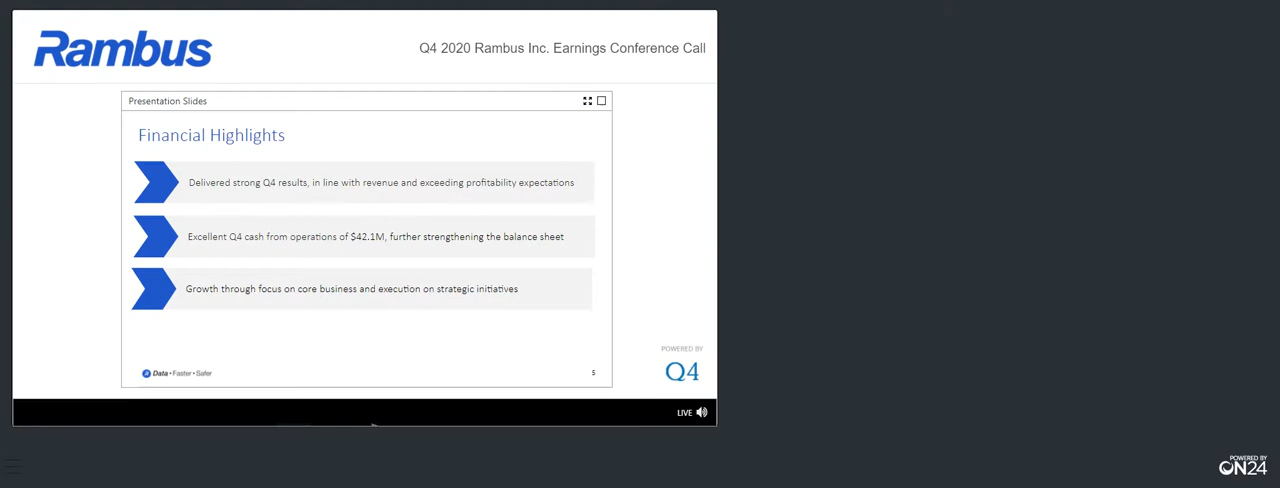 Rambus
Q4 2020 Rambus Inc. Earnings Conference Call
Presentation Slides
Financial Highlights
Delivered strong Q4 results, in line with revenue and exceeding profitability expectations
Excellent Q4 cash from operations of $42.1M, further strengthening the balance sheet
Growth through focus on core business and execution on strategic initiatives
Data • Faster • Safer
5
POWERED BY
Q4
LIVE
POWERED BY
ON24